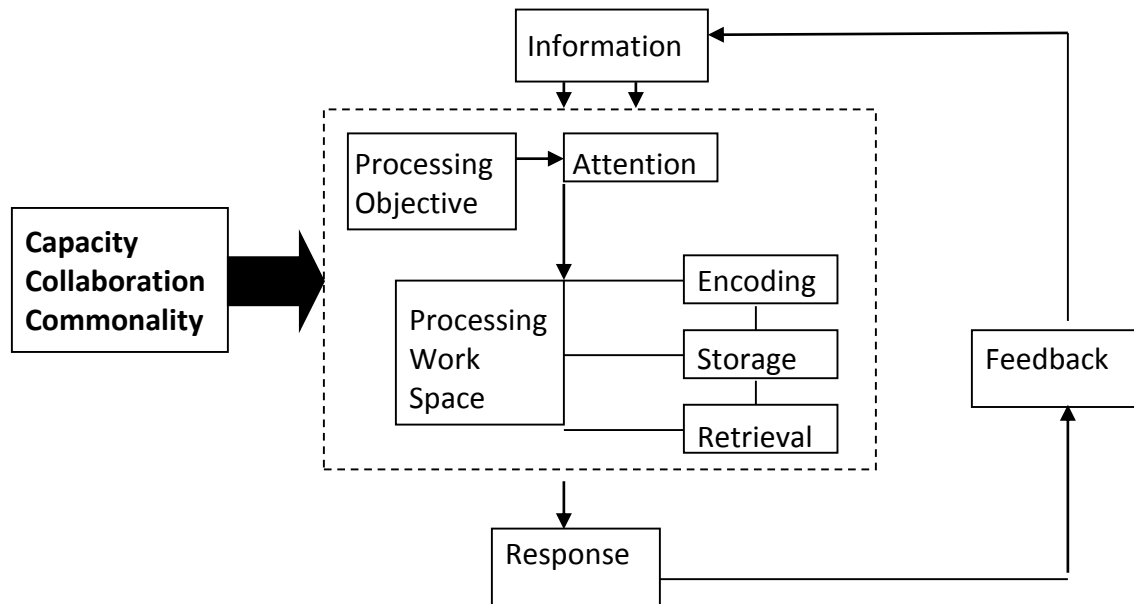 Information
Processing
Objective
Attention
Capacity
Collaboration
Commonality
Processing
Work
Space
Encoding
Storage
Retrieval
Feedback
Response